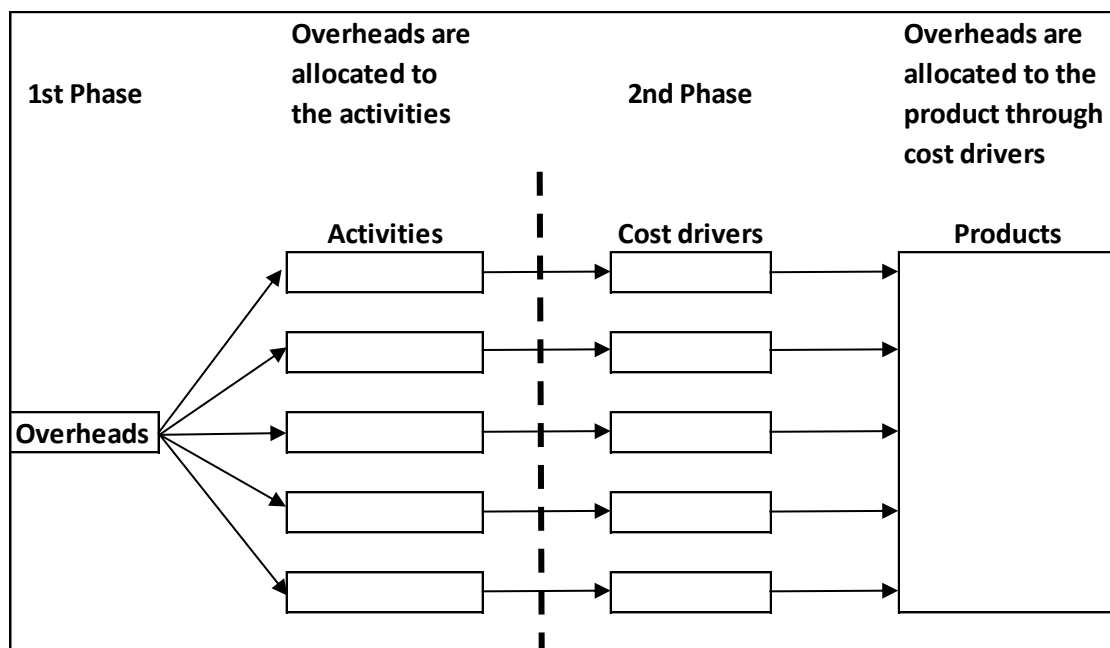 1st Phase
Overheads are
allocated to
the activities
2nd Phase
Overheads are
allocated to the
product through
cost drivers
Activities
Cost drivers
Products
Overheads